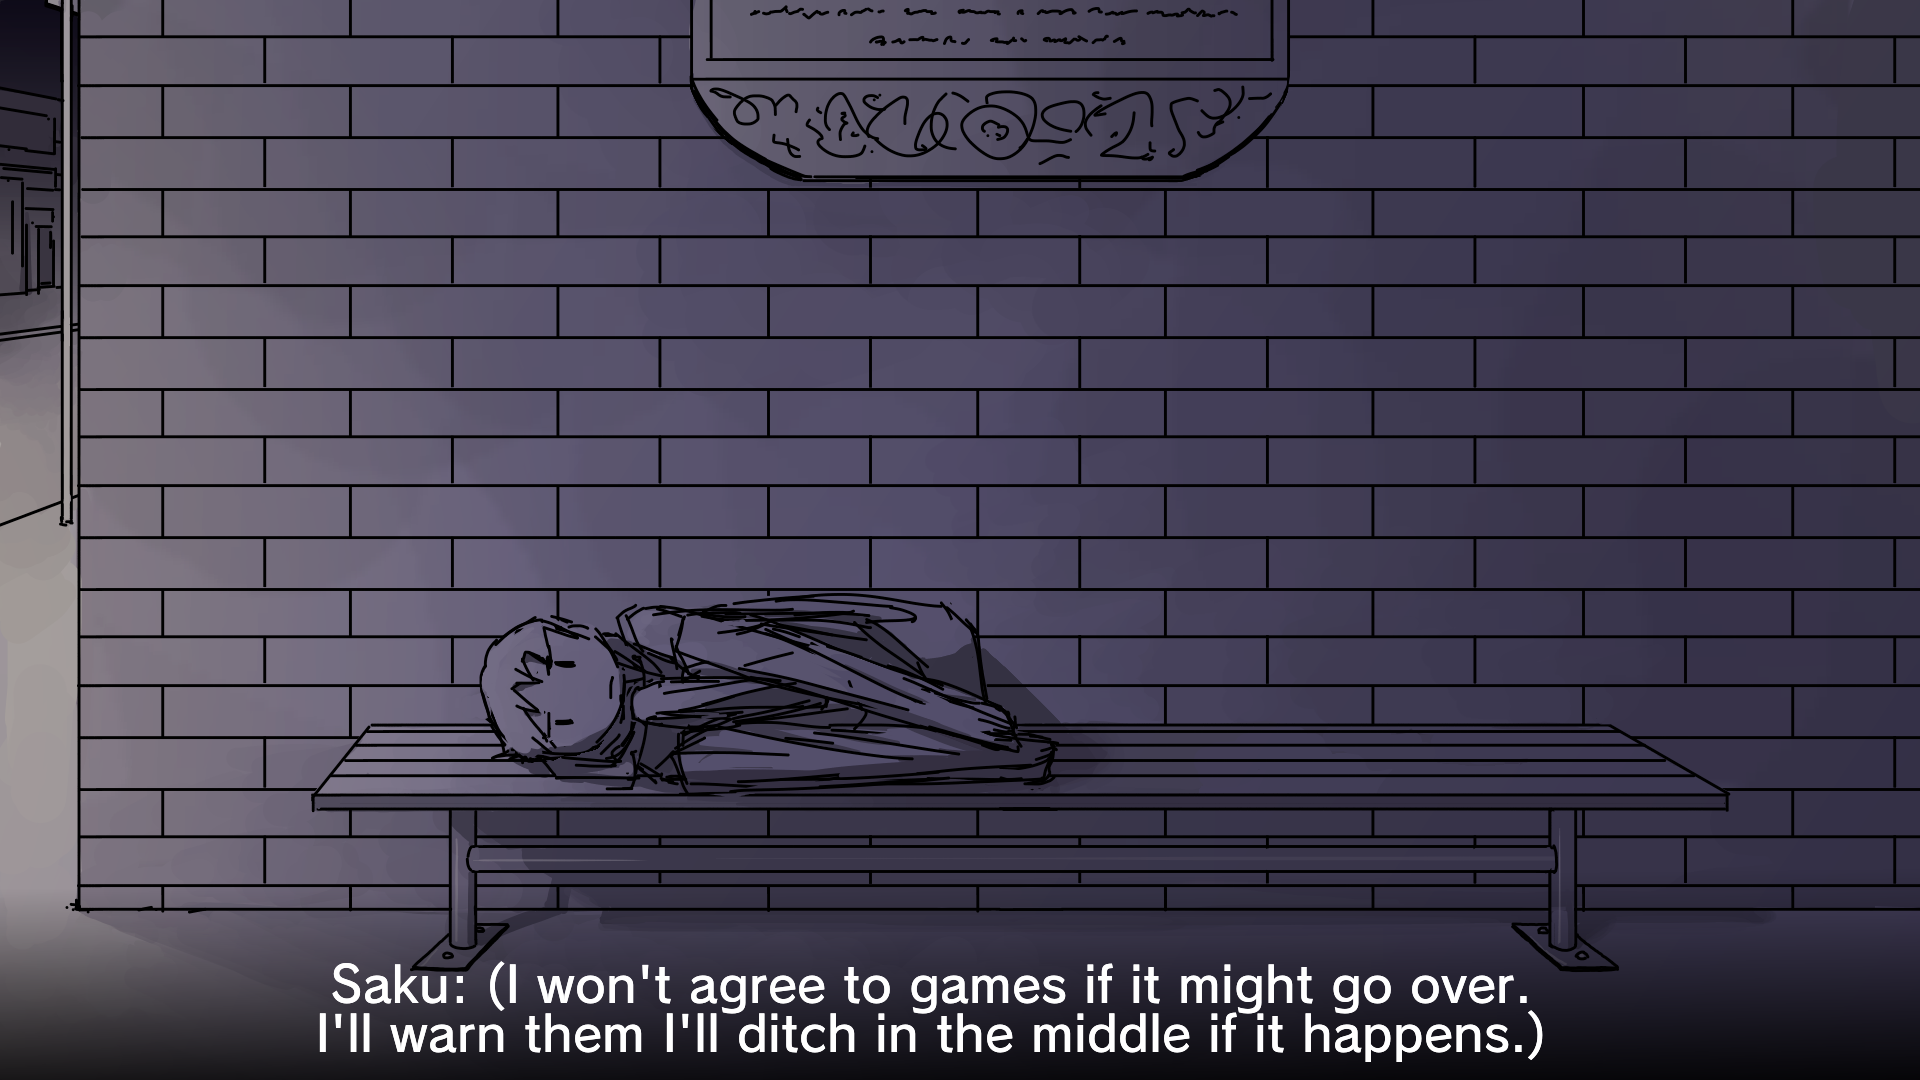 Saku: (I won't agree to games if it might go over.
I'll warn them I'll ditch in the middle if it happens.)